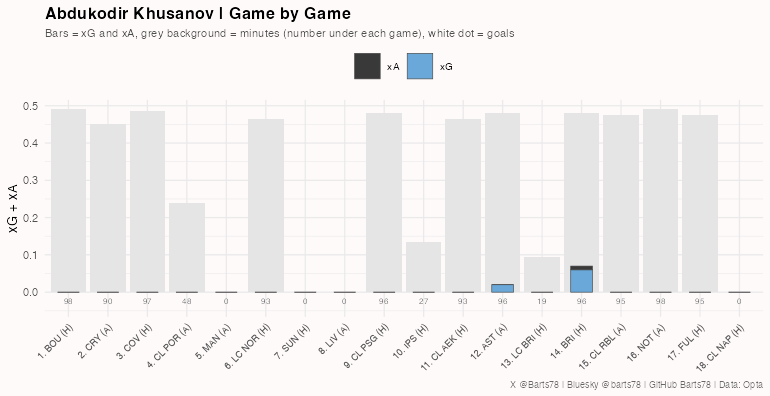 Abdukodir Khusanov | Game by Game
Bars = xG and xA, grey background = minutes (number under each game), white dot = goals
xA xG
xG + xA
0.5
0.4
0.3
0.2
0.1
0.0
98 90 97 48 0 93 0 0 96 27 93 96 19 96 95 98 95 0
1. BOU (H)
2. CRY (A)
3. COV (H)
4. CL POR (A)
5. MAN (A)
6. LC NOR (H)
7. SUN (H)
8. LIV (A)
9. CL PSG (H)
10. IPS (H)
11. CL AEK (H)
12. AST (A)
13. LC BRI (H)
14. BRI (H)
15. CL RBL (A)
16. NOT (A)
17. FUL (H)
18. CL NAP (H)
X @Barts78 | Bluesky @barts78 | GitHub Barts78 | Data: Opta